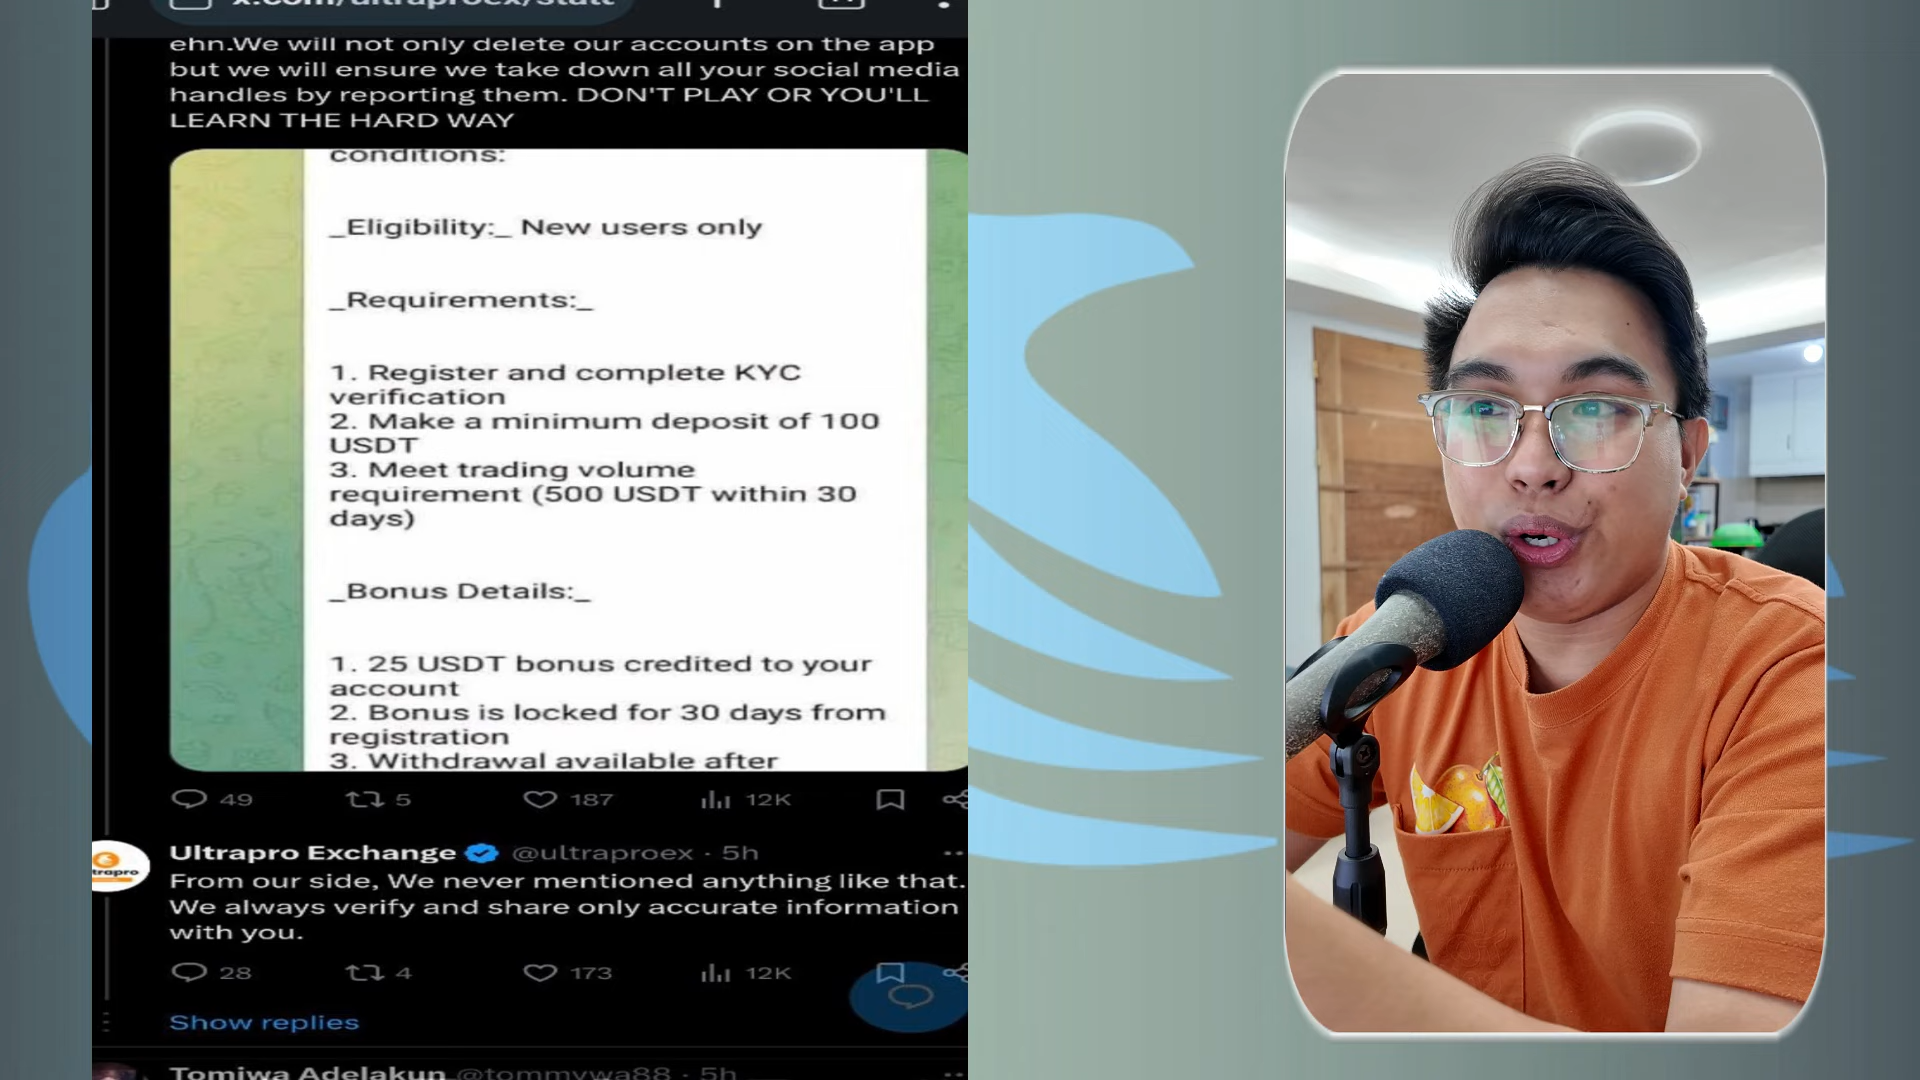 x.com/ultraproex/stat
ehn.We will not only delete our accounts on the app
but we will ensure we take down all your social media
handles by reporting them. DON'T PLAY OR YOU'LL
LEARN THE HARD WAY
conditions:
_Eligibility:_ New users only
_Requirements:_
1. Register and complete KYC
verification
2. Make a minimum deposit of 100
USDT
3. Meet trading volume
requirement (500 USDT within 30
days)
_Bonus Details:_
1. 25 USDT bonus credited to your
account
2. Bonus is locked for 30 days from
registration
3. Withdrawal available after
49 5 187 12K
Ultrapro Exchange @ultraproex · 5h
trapro
From our side, We never mentioned anything like that.
We always verify and share only accurate information
with you.
28 4 173 12K
Show replies
Tomiwa Adelakun @tommywa88 · 5h